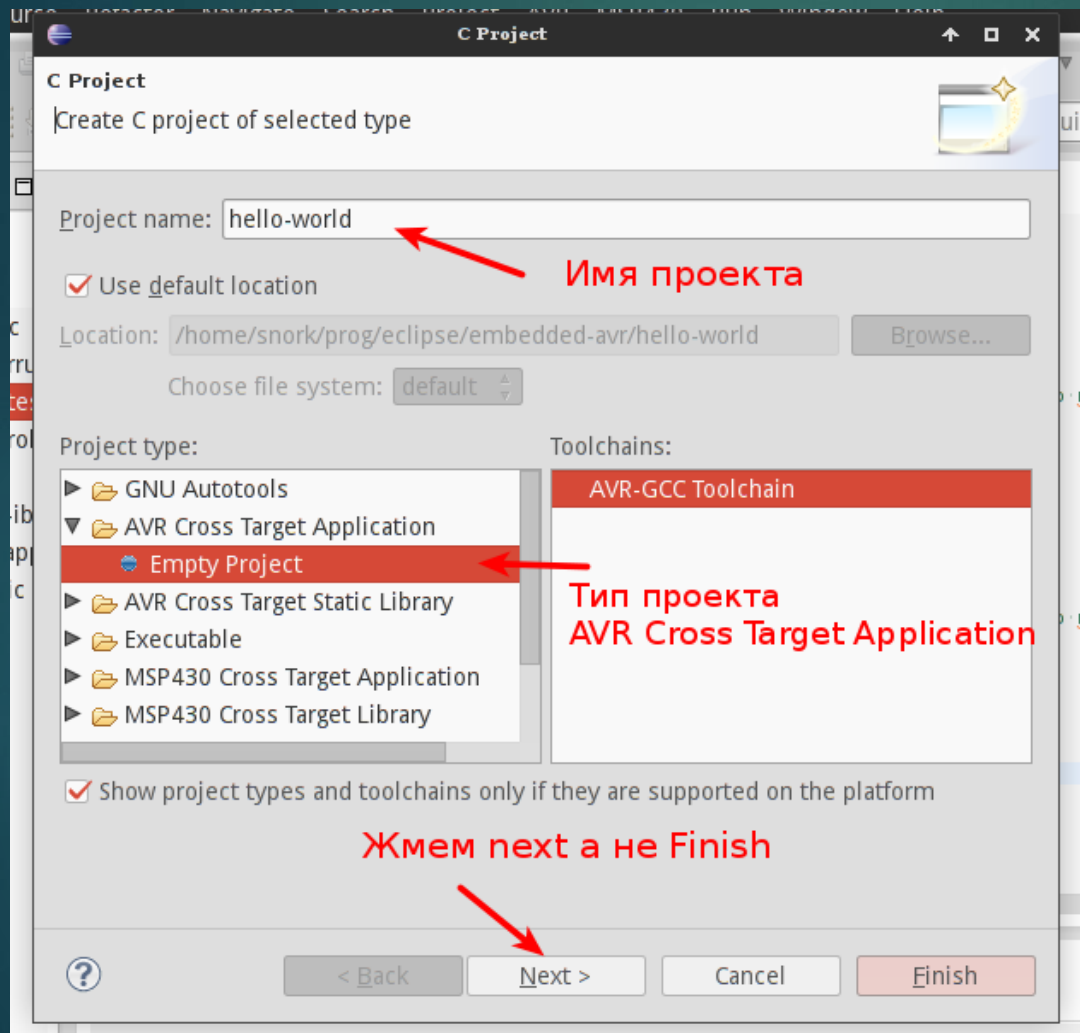 C Project
C Project
Create C project of selected type
Project name: hello-world
Имя проекта
Use default location
Location: /home/snork/prog/eclipse/embedded-avr/hello-world Browse...
Choose file system: default
Project type: Toolchains:
GNU Autotools AVR-GCC Toolchain
AVR Cross Target Application
Empty Project
Тип проекта
AVR Cross Target Application
AVR Cross Target Static Library
Executable
MSP430 Cross Target Application
MSP430 Cross Target Library
Show project types and toolchains only if they are supported on the platform
Жмем next а не Finish
< Back Next > Cancel Finish